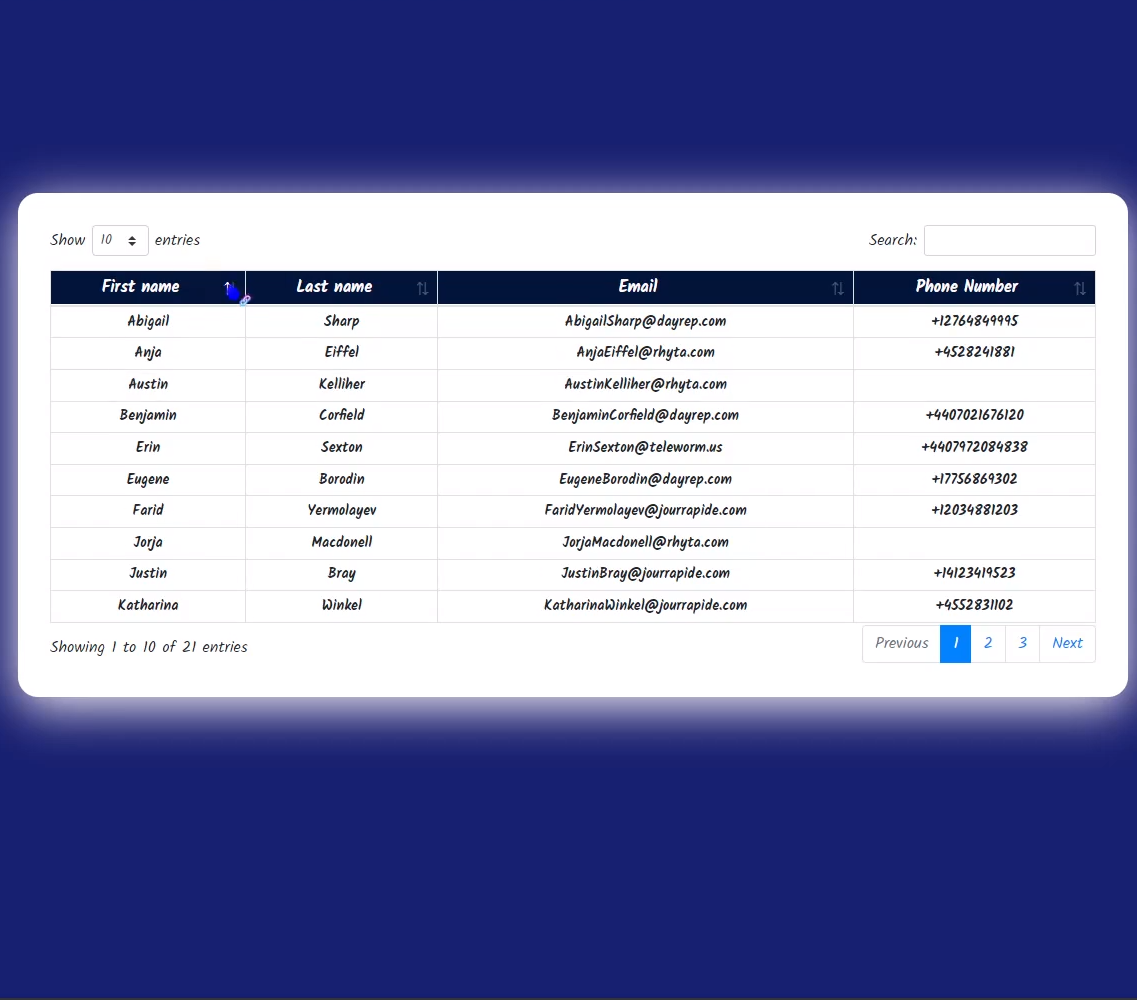 Show 10 entries Search:
First name Last name Email Phone Number
Abigail Sharp AbigailSharp@dayrep.com +12764849995
Anja Eiffel AnjaEiffel@rhyta.com +4528241881
Austin Kelliher AustinKelliher@rhyta.com
Benjamin Corfield BenjaminCorfield@dayrep.com +4407021676120
Erin Sexton ErinSexton@teleworm.us +4407972084838
Eugene Borodin EugeneBorodin@dayrep.com +17756869302
Farid Yermolayev FaridYermolayev@jourrapide.com +12034881203
Jorja Macdonell JorjaMacdonell@rhyta.com
Justin Bray JustinBray@jourrapide.com +14123419523
Katharina Winkel KatharinaWinkel@jourrapide.com +4552831102
Showing 1 to 10 of 21 entries Previous 1 2 3 Next